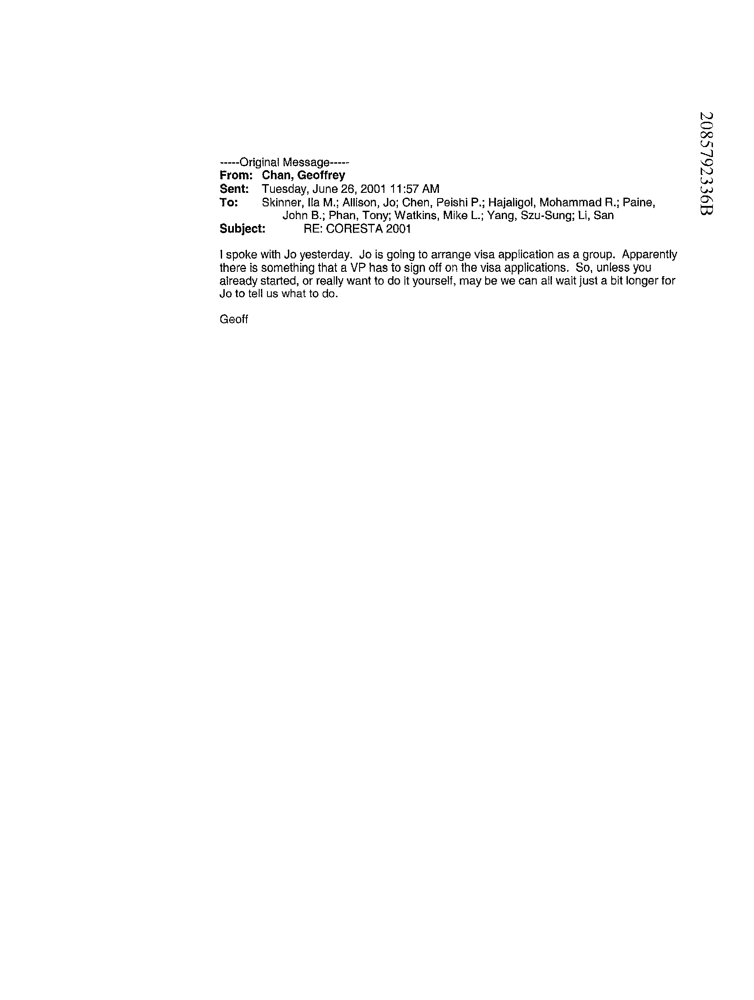 -----Original Message-----
From: Chan, Geoffrey
Sent: Tuesday, June 26, 2001 11:57 AM
To: Skinner, Ila M.; Allison, Jo; Chen, Peishi P.; Hajaligol, Mohammad R.; Paine,
John B.; Phan, Tony; Watkins, Mike L.; Yang, Szu-Sung; Li, San
Subject: RE: CORESTA 2001
I spoke with Jo yesterday. Jo is going to arrange visa application as a group. Apparently
there is something that a VP has to sign off on the visa applications. So, unless you
already started, or really want to do it yourself, may be we can all wait just a bit longer for
Jo to tell us what to do.
Geoff
2085792336B